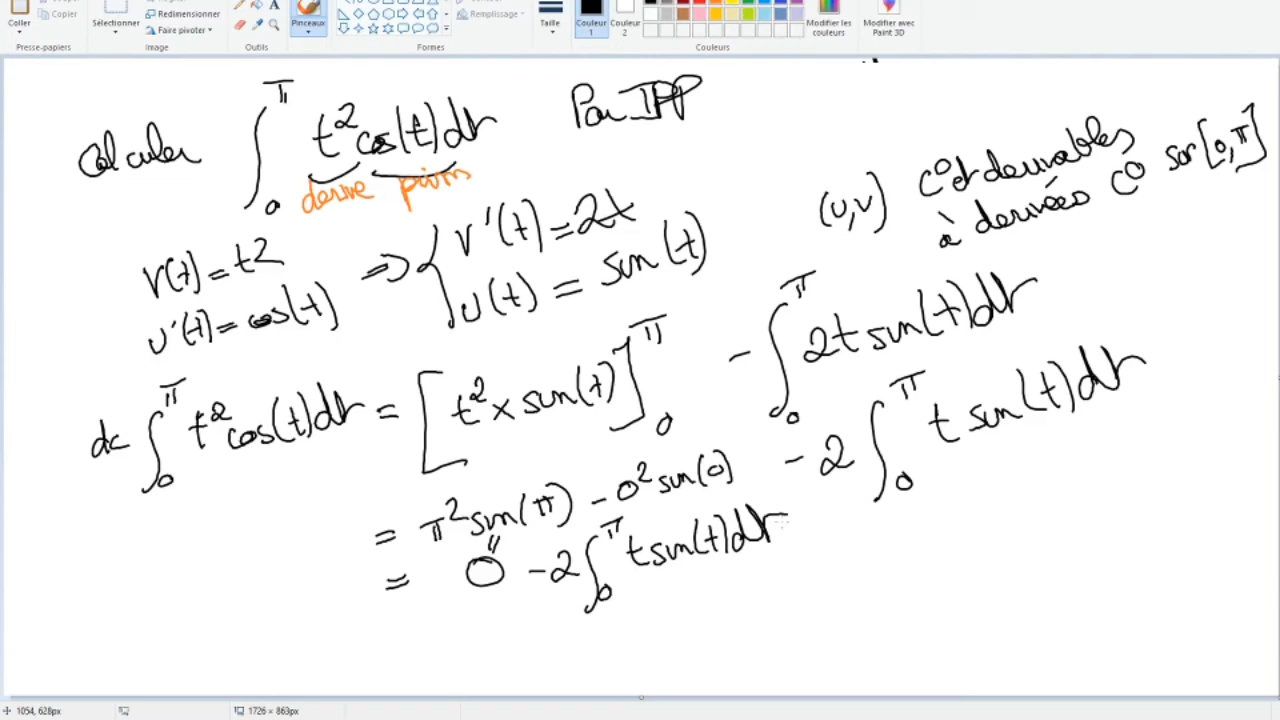 Coller Copier Sélectionner Redimensionner Faire pivoter Pinceaux Remplissage Taille Couleur 1 Couleur 2 Modifier les couleurs Modifier avec Paint 3D
Presse-papiers Image Outils Formes Couleurs
Calculer ∫₀^π t² cos(t)dt Par IPP
derive prim
(u,v) C⁰ et derivables
à derivées C⁰ sur [0,π]
v(t) = t2 => { v'(t) = 2t
u'(t) = cos(t) u(t) = sin(t)
dc ∫₀^π t² cos(t)dt = [t² × sin(t)]₀^π - ∫₀^π 2t sin(t)dt
= π² sin(π) - 0² sin(0) - 2 ∫₀^π t sin(t)dt
= 0 - 2 ∫₀^π t sin(t)dt
1054, 628px 1726 × 863px